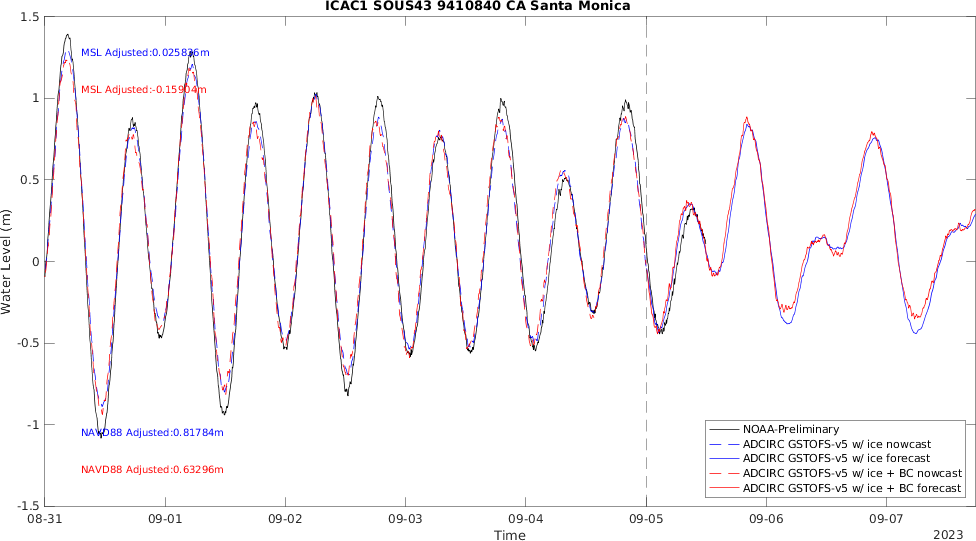 ICAC1 SOUS43 9410840 CA Santa Monica
1.5
MSL Adjusted:0.025836m
MSL Adjusted:-0.15904m
1
0.5
0
-0.5
-1
-1.5
Water Level (m)
NAVD88 Adjusted:0.81784m
NAVD88 Adjusted:0.63296m
NOAA-Preliminary
ADCIRC GSTOFS-v5 w/ ice nowcast
ADCIRC GSTOFS-v5 w/ ice forecast
ADCIRC GSTOFS-v5 w/ ice + BC nowcast
ADCIRC GSTOFS-v5 w/ ice + BC forecast
08-31 09-01 09-02 09-03 09-04 09-05 09-06 09-07
Time
2023